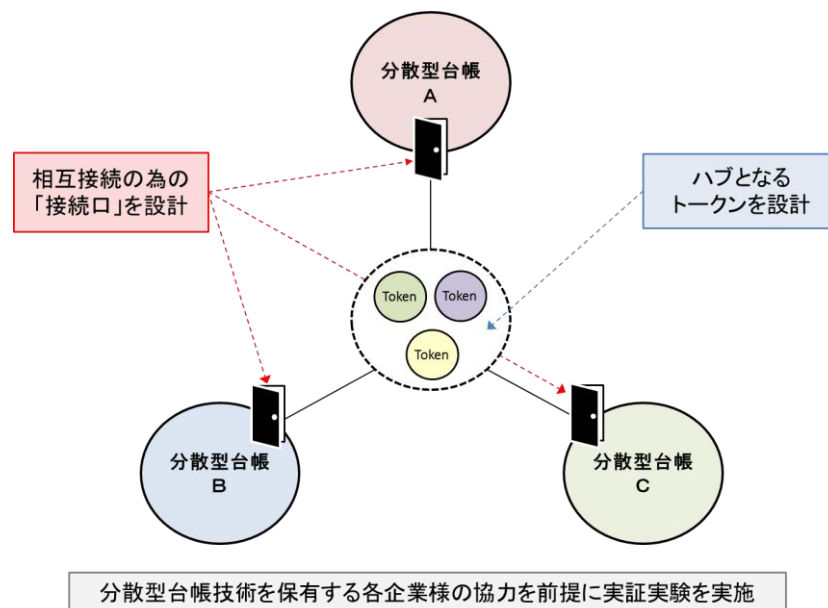 分散型台帳
A
相互接続の為の
「接続口」を設計
ハブとなる
トークンを設計
Token
Token
Token
分散型台帳
B
分散型台帳
C
分散型台帳技術を保有する各企業様の協力を前提に実証実験を実施